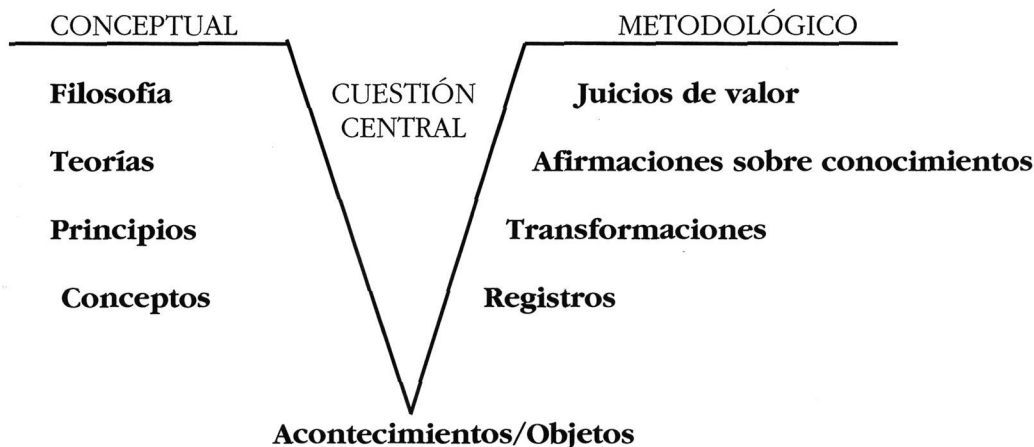 CONCEPTUAL
METODOLÓGICO
CUESTIÓN
CENTRAL
Filosofía
Teorías
Principios
Conceptos
Juicios de valor
Afirmaciones sobre conocimientos
Transformaciones
Registros
Acontecimientos/Objetos